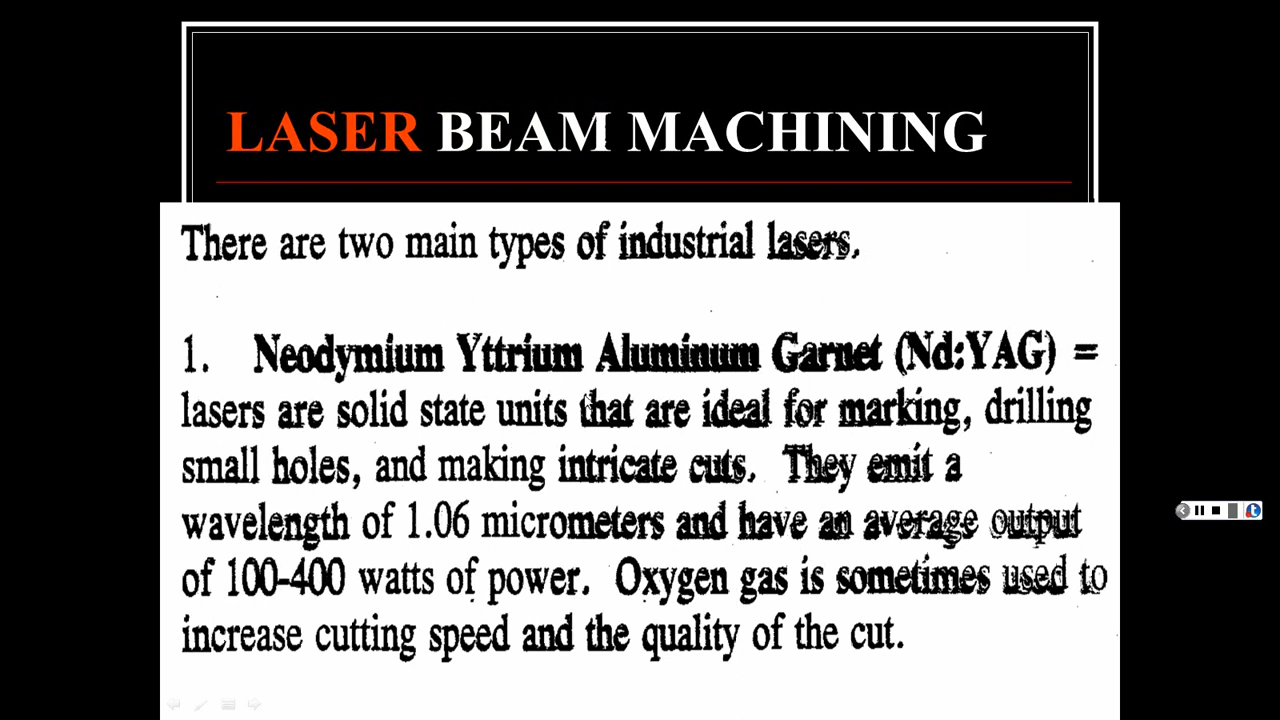 LASER BEAM MACHINING
There are two main types of industrial lasers.
1. Neodymium Yttrium Aluminum Garnet (Nd:YAG) =
lasers are solid state units that are ideal for marking, drilling
small holes, and making intricate cuts. They emit a
wavelength of 1.06 micrometers and have an average output
of 100-400 watts of power. Oxygen gas is sometimes used to
increase cutting speed and the quality of the cut.